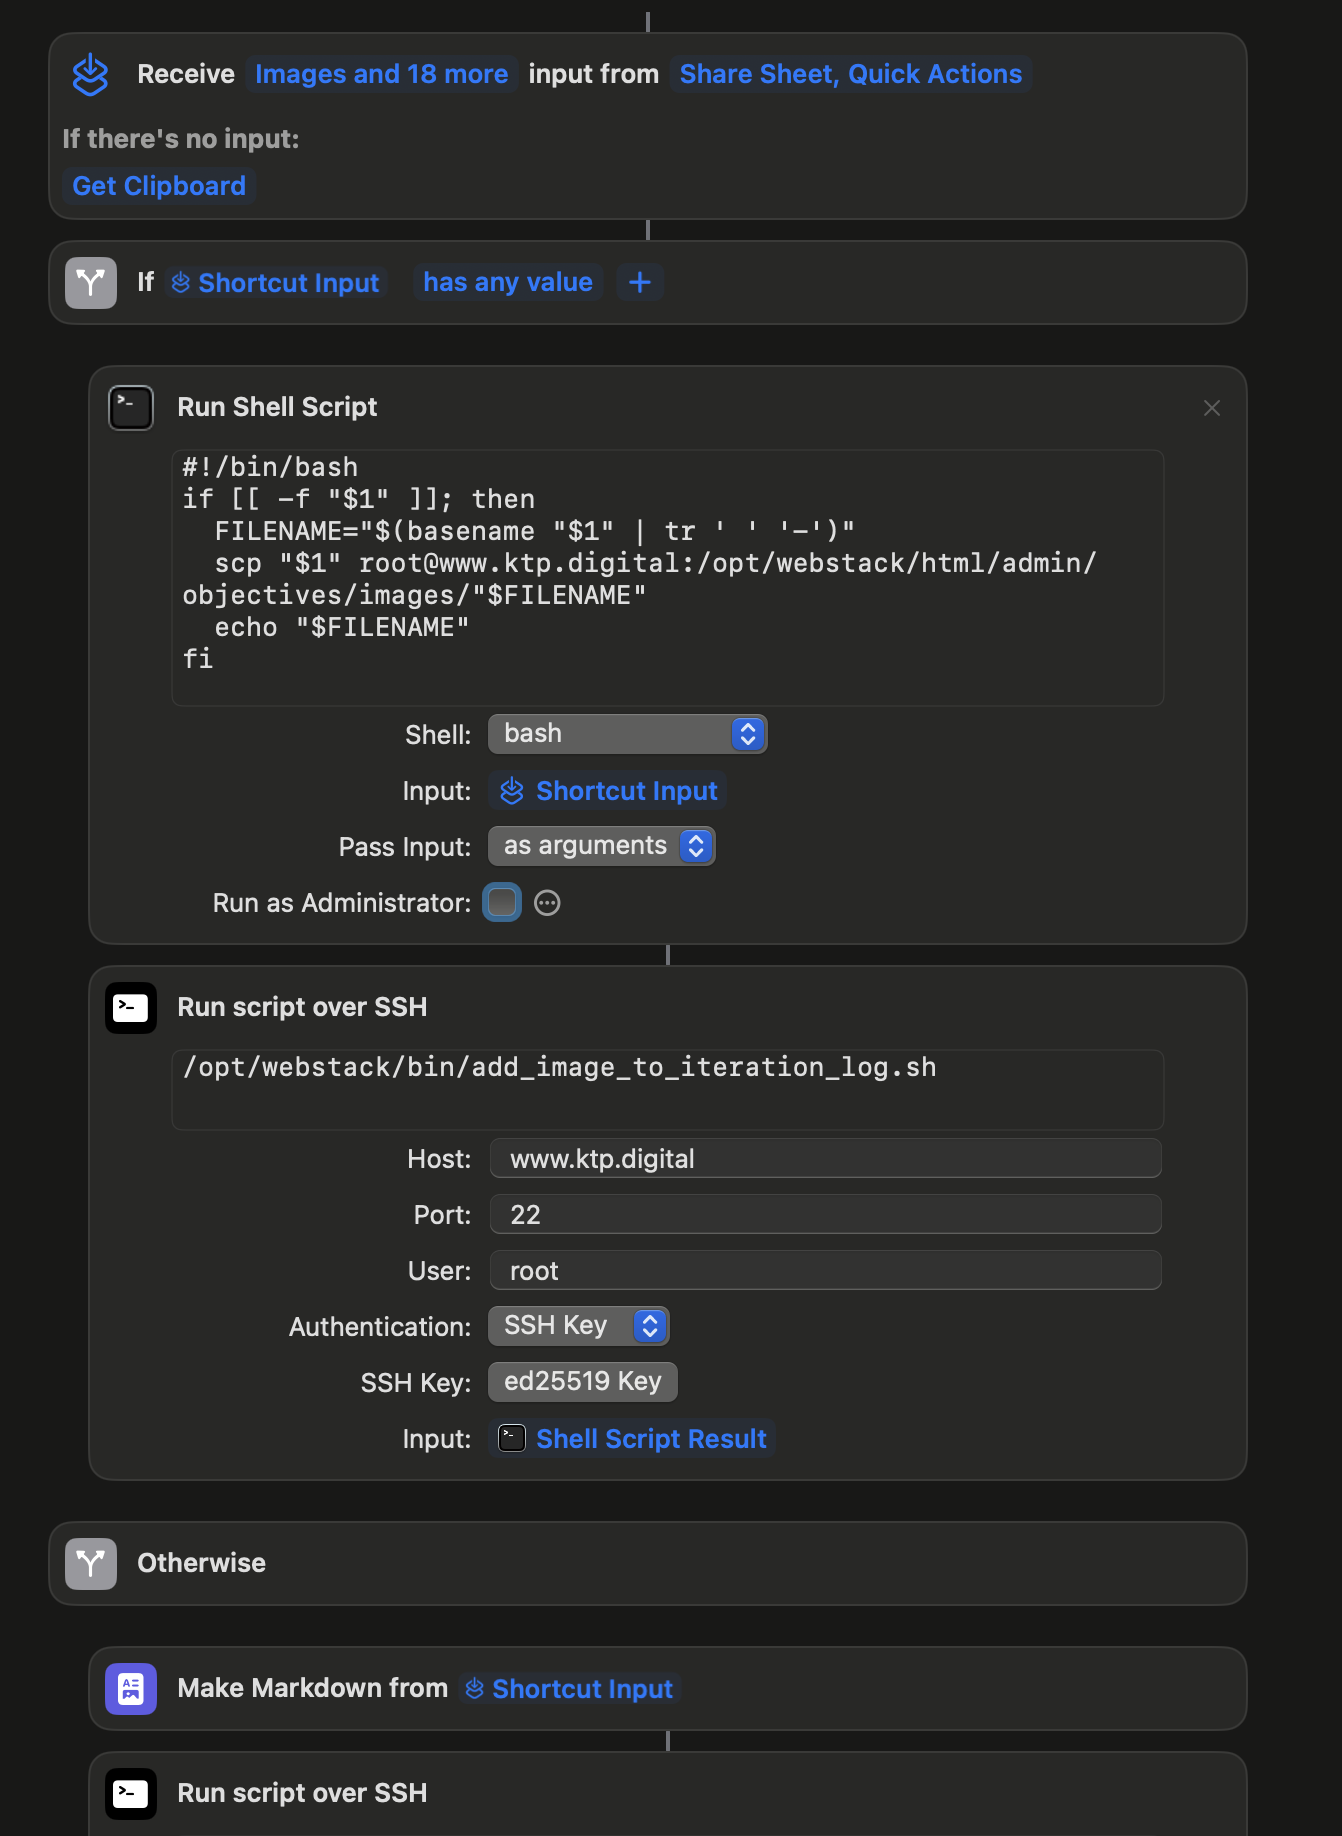 Receive Images and 18 more input from Share Sheet, Quick Actions
If there's no input:
Get Clipboard
If Shortcut Input has any value +
>_ Run Shell Script
#!/bin/bash
if [[ -f "$1" ]]; then
  FILENAME="$(basename "$1" | tr ' ' '-')"
  scp "$1" root@www.ktp.digital:/opt/webstack/html/admin/
objectives/images/"$FILENAME"
  echo "$FILENAME"
fi
Shell: bash
Input: Shortcut Input
Pass Input: as arguments
Run as Administrator:
>_ Run script over SSH
/opt/webstack/bin/add_image_to_iteration_log.sh
Host: www.ktp.digital
Port: 22
User: root
Authentication: SSH Key
SSH Key: ed25519 Key
Input: >_ Shell Script Result
Otherwise
A Make Markdown from Shortcut Input
>_ Run script over SSH